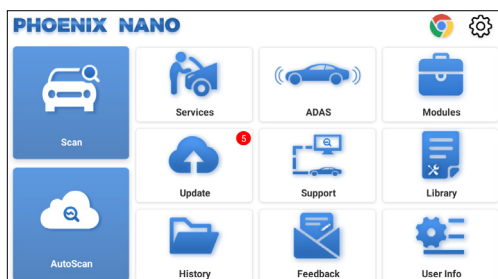 PHOENIX NANO
Scan
Services
ADAS
Modules
5
Update
Support
Library
AutoScan
History
Feedback
User Info